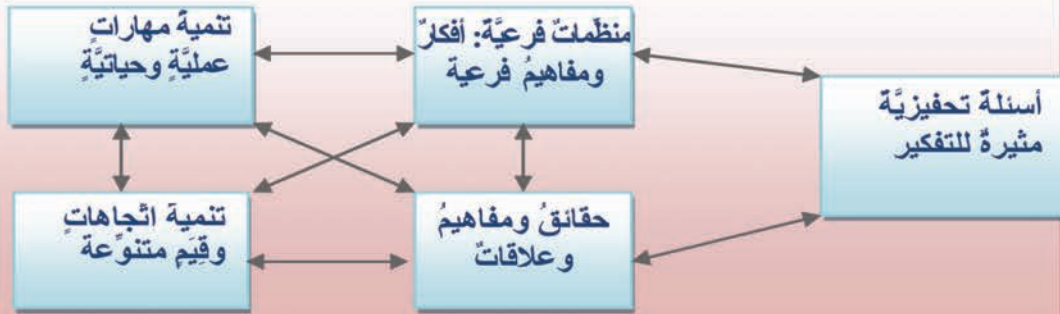 أسئلةٌ تحفيزيَّةٌ
مثيرةٌ للتفكير
منظِّماتٌ فرعيَّةٌ: أفكارٌ
ومفاهيمُ فرعية
تنميةُ مهاراتٍ
عمليَّةٍ وحياتيَّةٍ
حقائقُ ومفاهيمُ
وعلاقاتٌ
تنميةُ اتّجاهاتٍ
وقِيَمٍ متنوِّعة